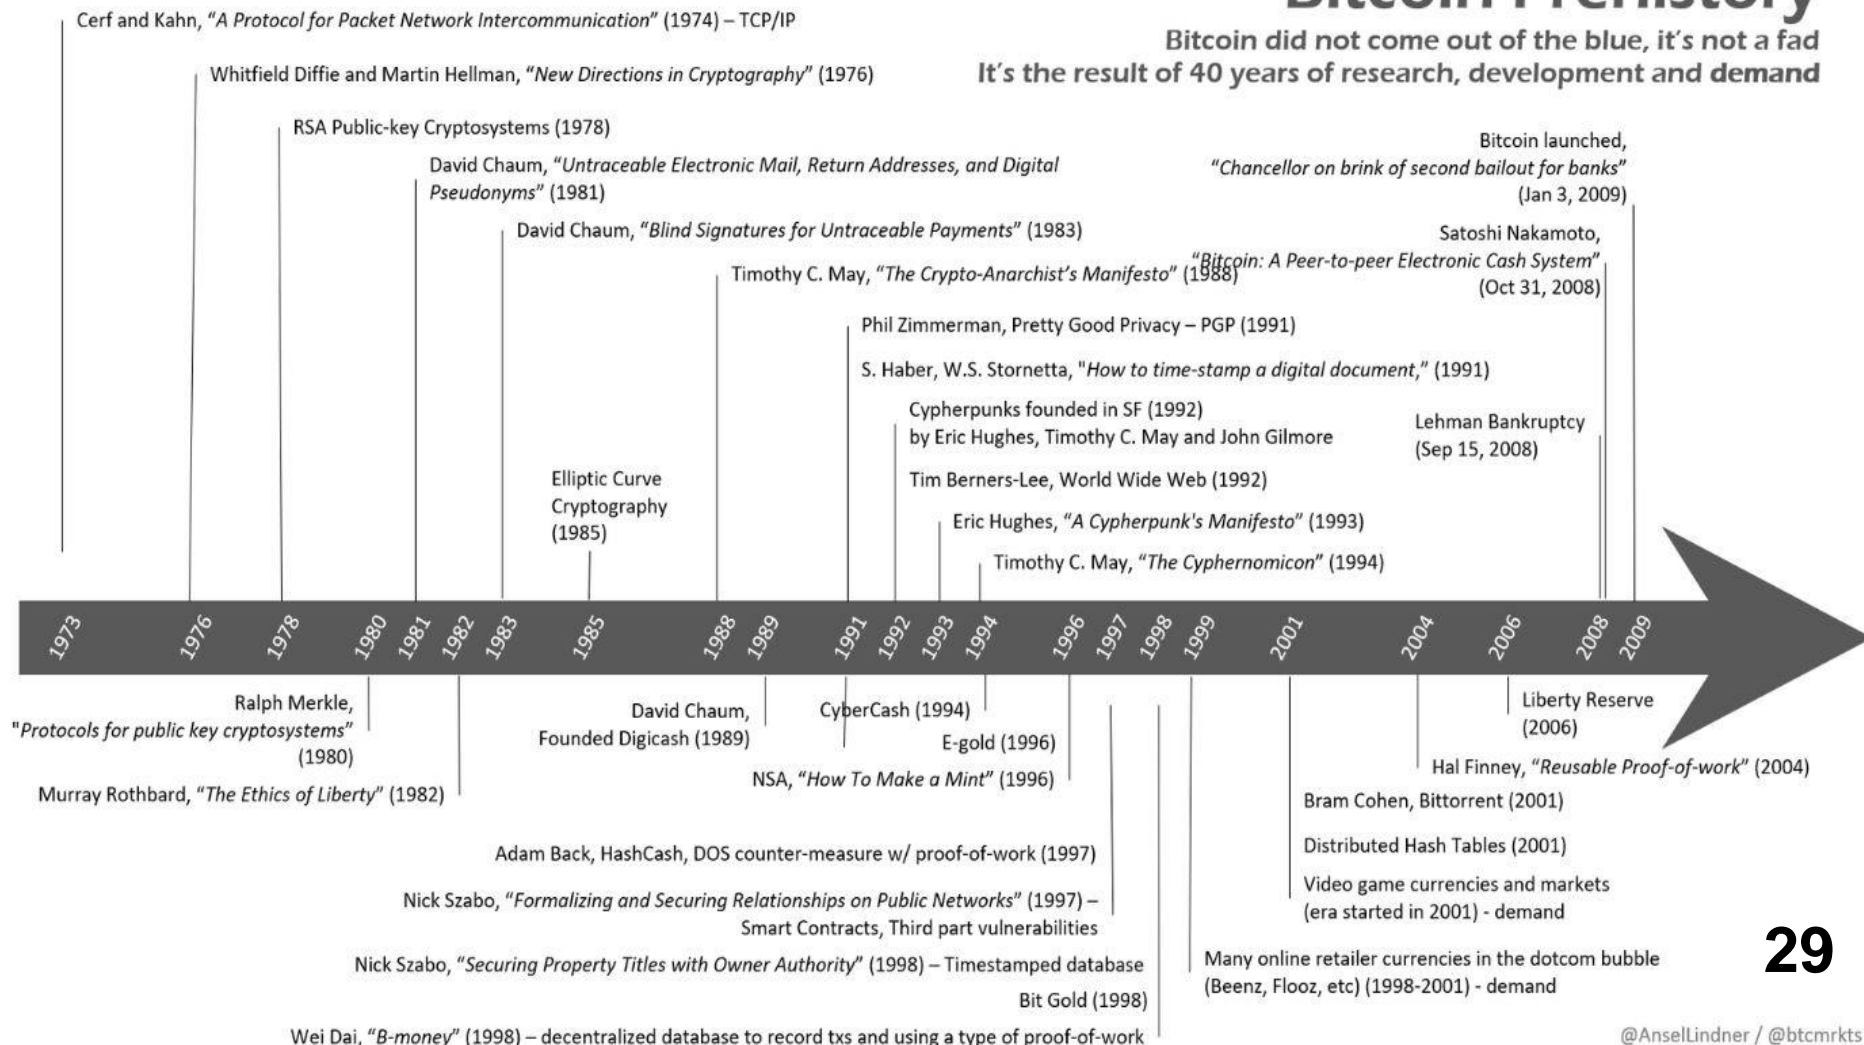 Bitcoin Prehistory
Bitcoin did not come out of the blue, it's not a fad
It's the result of 40 years of research, development and demand
Cerf and Kahn, “A Protocol for Packet Network Intercommunication” (1974) – TCP/IP
Whitfield Diffie and Martin Hellman, “New Directions in Cryptography” (1976)
RSA Public-key Cryptosystems (1978)
David Chaum, “Untraceable Electronic Mail, Return Addresses, and Digital
Pseudonyms” (1981)
David Chaum, “Blind Signatures for Untraceable Payments” (1983)
Elliptic Curve
Cryptography
(1985)
Timothy C. May, “The Crypto-Anarchist’s Manifesto” (1988)
Phil Zimmerman, Pretty Good Privacy – PGP (1991)
S. Haber, W.S. Stornetta, "How to time-stamp a digital document,” (1991)
Cypherpunks founded in SF (1992)
by Eric Hughes, Timothy C. May and John Gilmore
Tim Berners-Lee, World Wide Web (1992)
Eric Hughes, “A Cypherpunk's Manifesto” (1993)
Timothy C. May, “The Cyphernomicon” (1994)
Lehman Bankruptcy
(Sep 15, 2008)
Satoshi Nakamoto,
“Bitcoin: A Peer-to-peer Electronic Cash System”
(Oct 31, 2008)
Bitcoin launched,
“Chancellor on brink of second bailout for banks”
(Jan 3, 2009)
1973
1976
1978
1980
1981
1982
1983
1985
1988
1989
1991
1992
1993
1994
1996
1997
1998
1999
2001
2004
2006
2008
2009
Ralph Merkle,
"Protocols for public key cryptosystems”
(1980)
Murray Rothbard, “The Ethics of Liberty” (1982)
David Chaum,
Founded Digicash (1989)
CyberCash (1994)
E-gold (1996)
NSA, “How To Make a Mint” (1996)
Adam Back, HashCash, DOS counter-measure w/ proof-of-work (1997)
Nick Szabo, “Formalizing and Securing Relationships on Public Networks” (1997) –
Smart Contracts, Third part vulnerabilities
Nick Szabo, “Securing Property Titles with Owner Authority” (1998) – Timestamped database
Bit Gold (1998)
Wei Dai, “B-money” (1998) – decentralized database to record txs and using a type of proof-of-work
Many online retailer currencies in the dotcom bubble
(Beenz, Flooz, etc) (1998-2001) - demand
Bram Cohen, Bittorrent (2001)
Distributed Hash Tables (2001)
Video game currencies and markets
(era started in 2001) - demand
Hal Finney, “Reusable Proof-of-work” (2004)
Liberty Reserve
(2006)
29
@AnselLindner / @btcmrkts